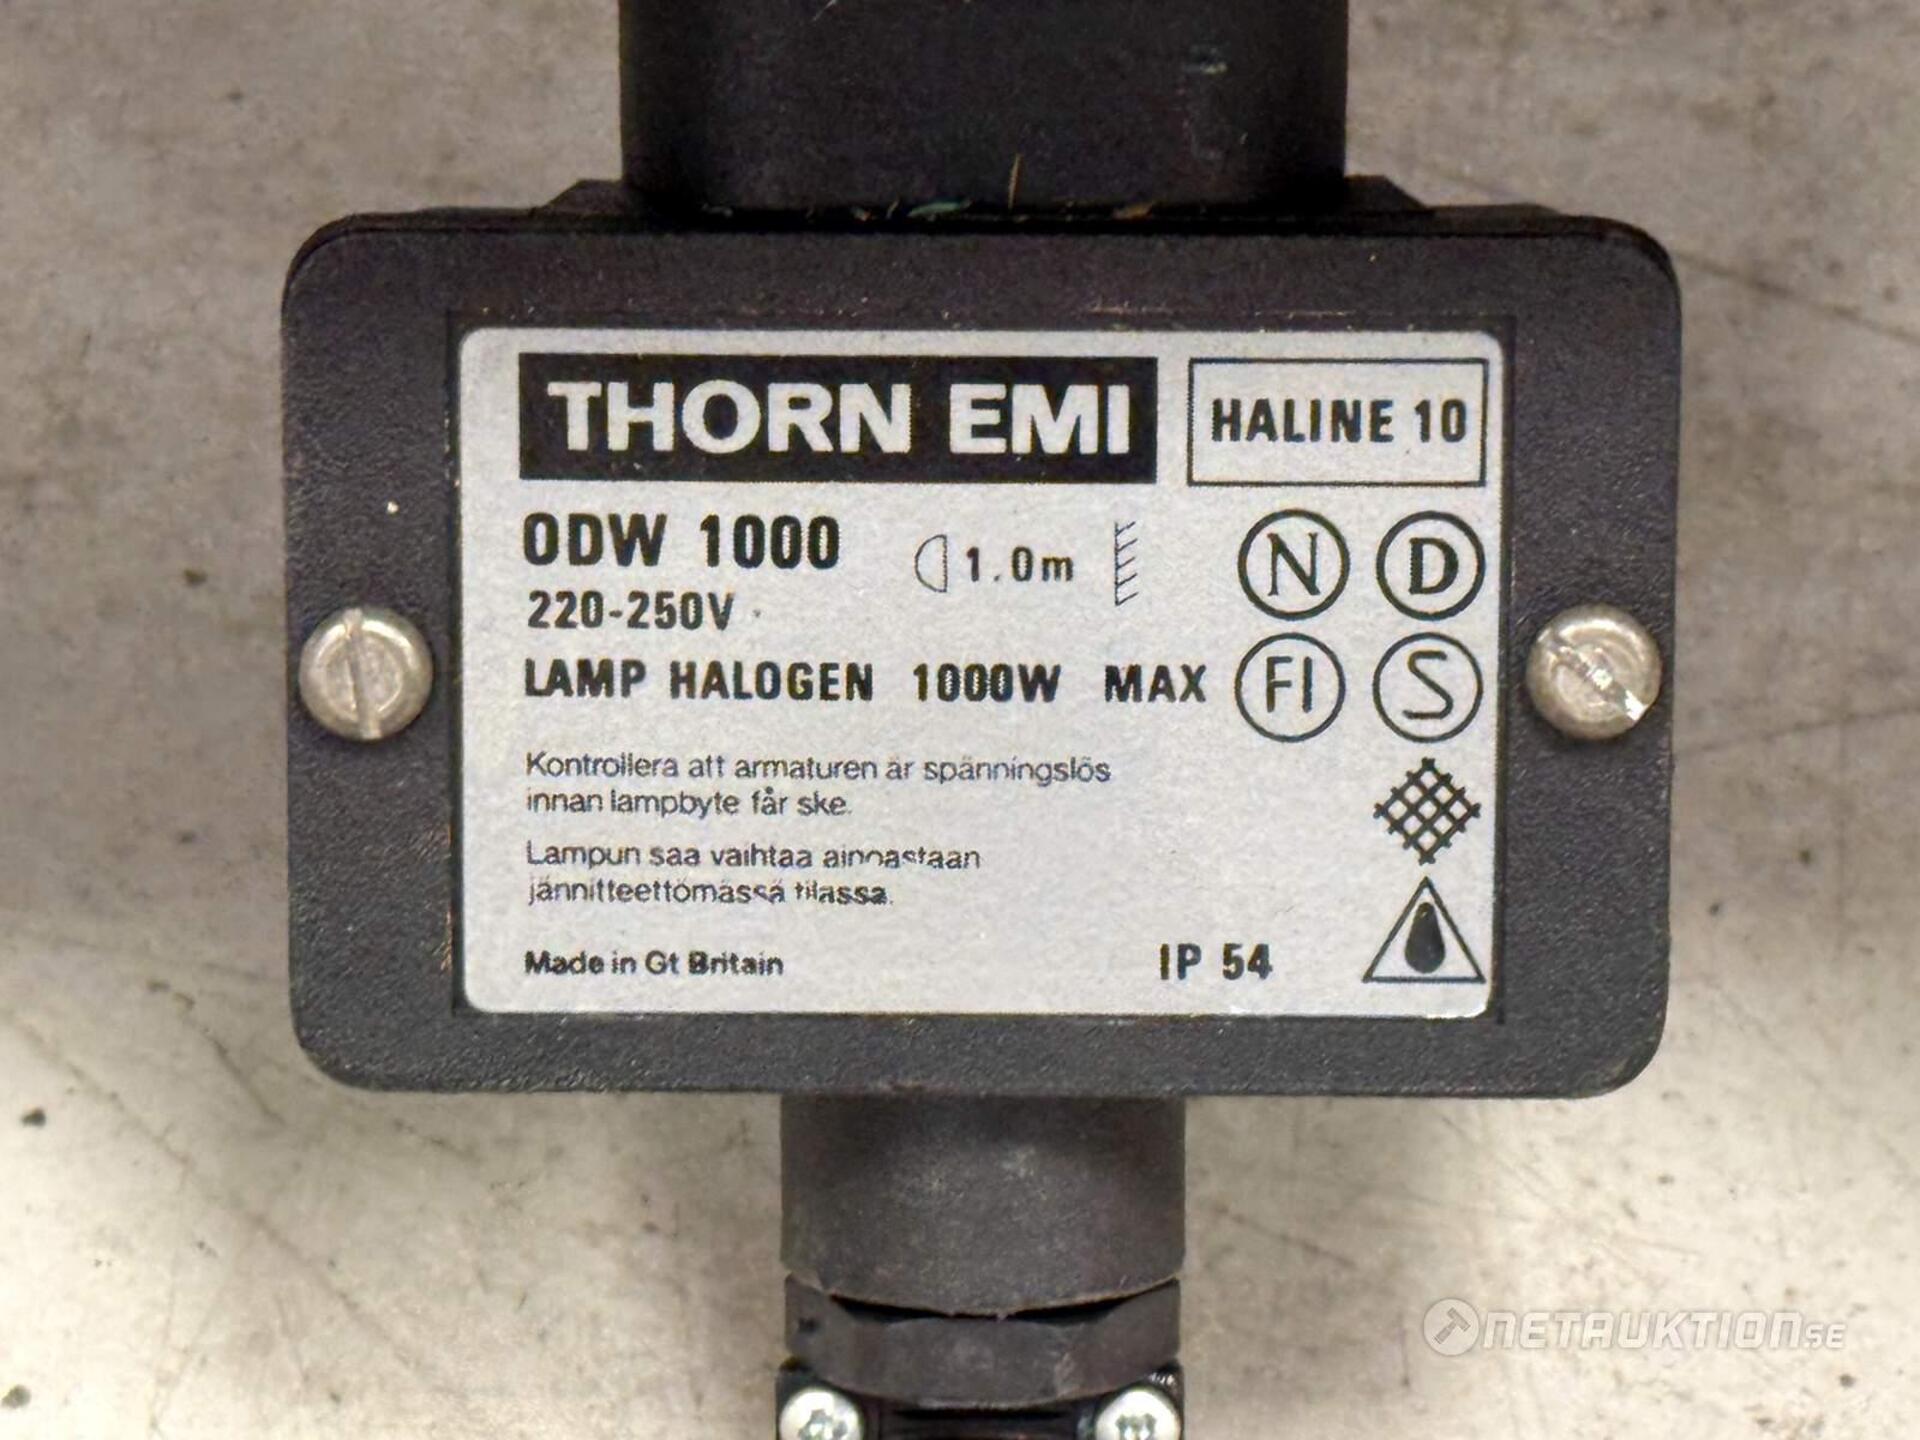 THORN EMI
HALINE 10
ODW 1000
1.0m
N D
220-250V
LAMP HALOGEN 1000W MAX
FI S
Kontrollera att armaturen är spänningslös
innan lampbyte får ske.
Lampun saa vaihtaa ainoastaan
jännitteettömässä tilassa.
Made in Gt Britain
IP 54
NETAUKTION.SE